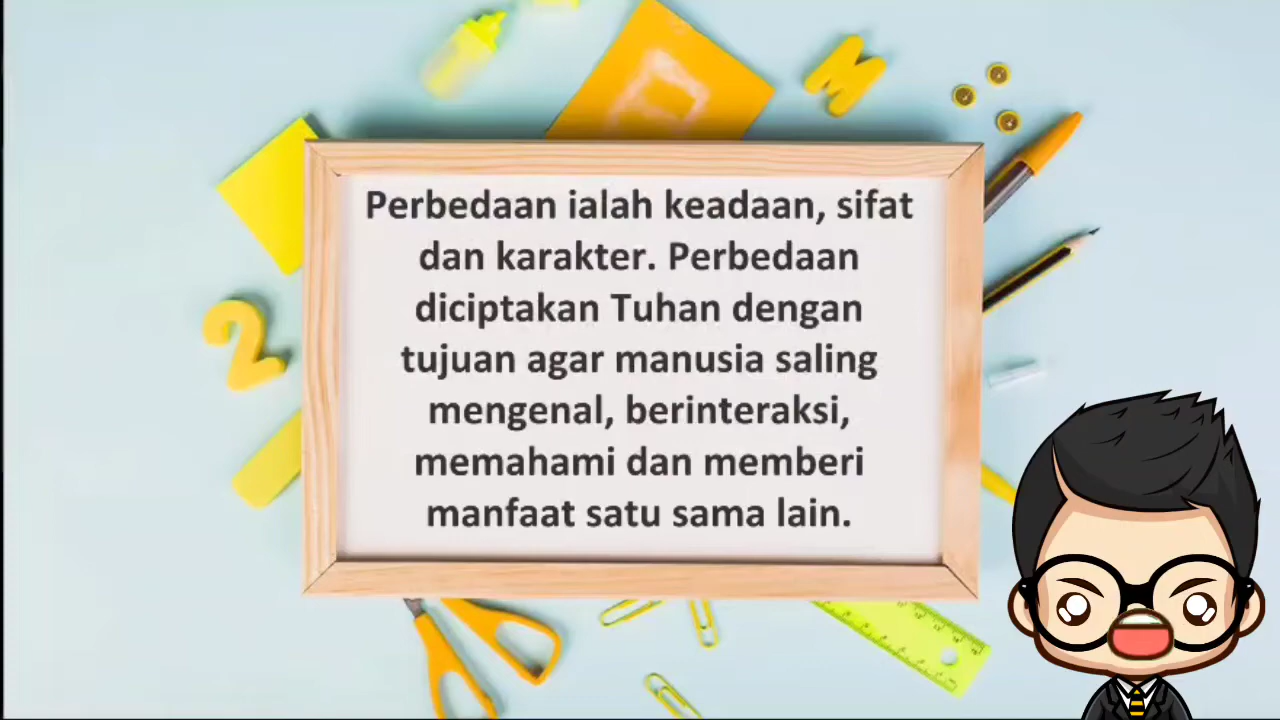 Perbedaan ialah keadaan, sifat
dan karakter. Perbedaan
diciptakan Tuhan dengan
tujuan agar manusia saling
mengenal, berinteraksi,
memahami dan memberi
manfaat satu sama lain.